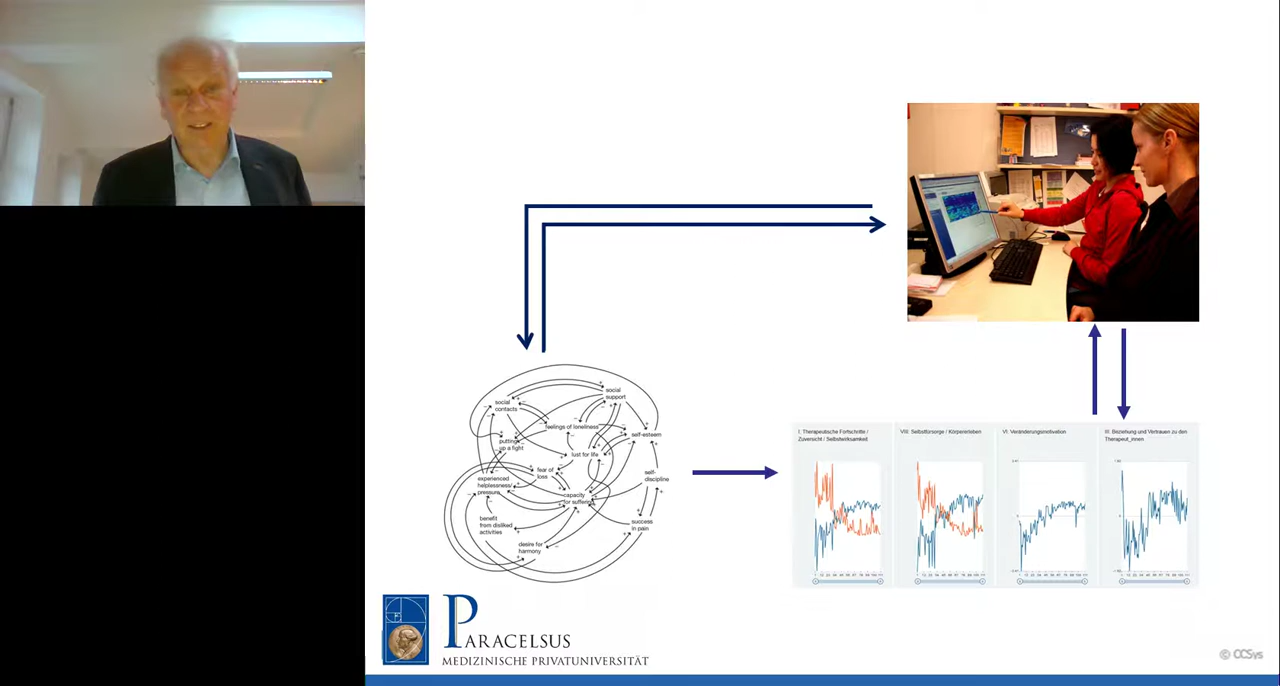 social
support
social
contacts
feelings of loneliness
self-esteem
putting
up a fight
lust for life
fear of
loss
self-
discipline
experienced
helplessness/
pressure
capacity
for suffering
benefit
from disliked
activities
success
in pain
desire for
harmony
I. Therapeutische Fortschritte /
Zuversicht / Selbstwirksamkeit
VIII: Selbstfürsorge / Körpererleben
VI: Veränderungsmotivation
III: Beziehung und Vertrauen zu den
Therapeut_innen
PARACELSUS
MEDIZINISCHE PRIVATUNIVERSITÄT
© CCSys